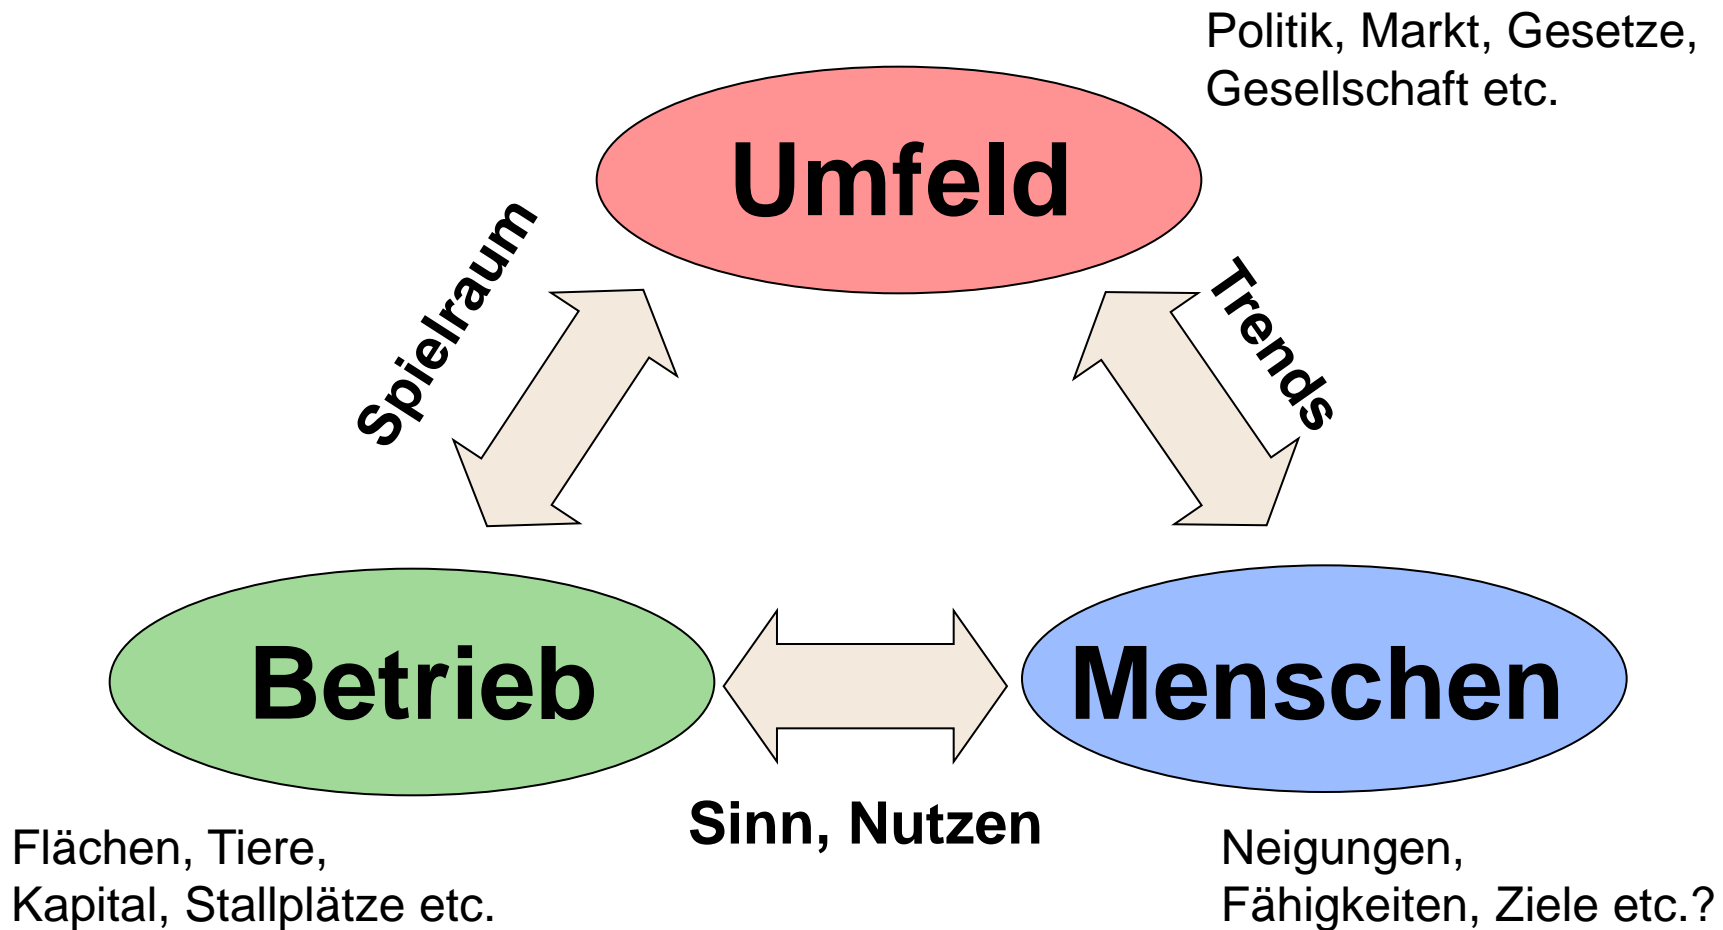 Politik, Markt, Gesetze,
Gesellschaft etc.
Umfeld
Spielraum
Trends
Betrieb
Menschen
Sinn, Nutzen
Flächen, Tiere,
Kapital, Stallplätze etc.
Neigungen,
Fähigkeiten, Ziele etc.?